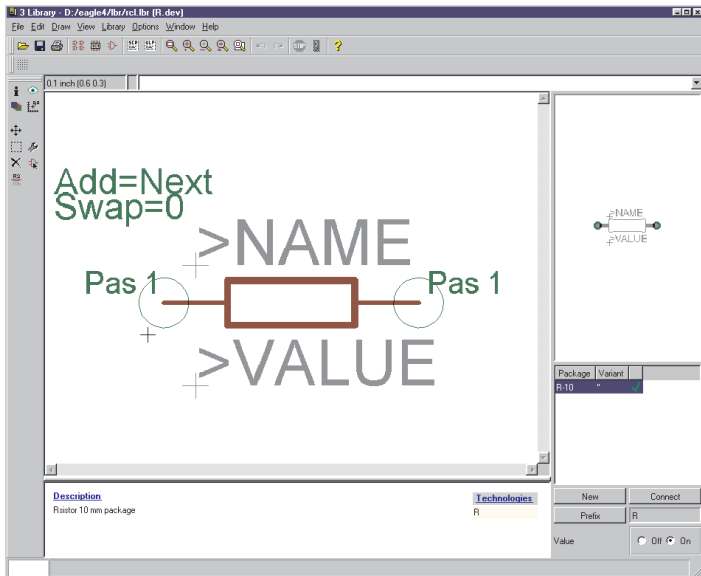 3 Library - D:/eagle4/lbr/rcl.lbr (R.dev)
File Edit Draw View Library Options Window Help
0.1 inch (0.6 0.3)
Add=Next
Swap=0
>NAME
Pas 1
Pas 1
>VALUE
>NAME
>VALUE
Package Variant
R-10 ''
Description
Rsistor 10 mm package
Technologies
R
New Connect
Prefix R
Value Off On